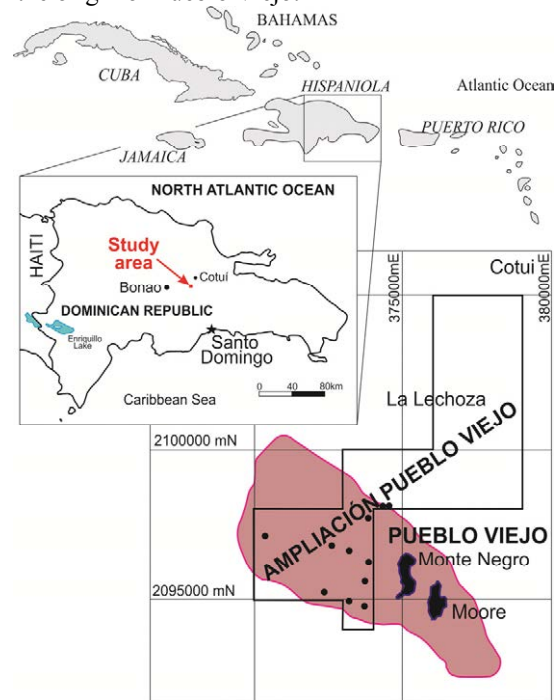 BAHAMAS
CUBA
HISPANIOLA
Atlantic Ocean
PUERTO RICO
JAMAICA
NORTH ATLANTIC OCEAN
HAITI
Study
area
Cotuí
Bonao
DOMINICAN REPUBLIC
Enriquillo
Lake
Santo
Domingo
0 40 80km
Caribbean Sea
Cotui
375000mE
380000mE
La Lechoza
2100000 mN
AMPLIACIÓN PUEBLO VIEJO
PUEBLO VIEJO
Monte Negro
2095000 mN
Moore